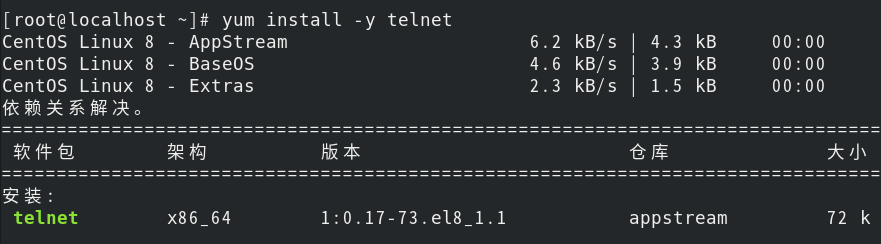 [root@localhost ~]# yum install -y telnet
CentOS Linux 8 - AppStream 6.2 kB/s | 4.3 kB 00:00
CentOS Linux 8 - BaseOS 4.6 kB/s | 3.9 kB 00:00
CentOS Linux 8 - Extras 2.3 kB/s | 1.5 kB 00:00
依赖关系解决。
================================================================================
软件包 架构 版本 仓库 大小
================================================================================
安装:
telnet x86_64 1:0.17-73.el8_1.1 appstream 72 k